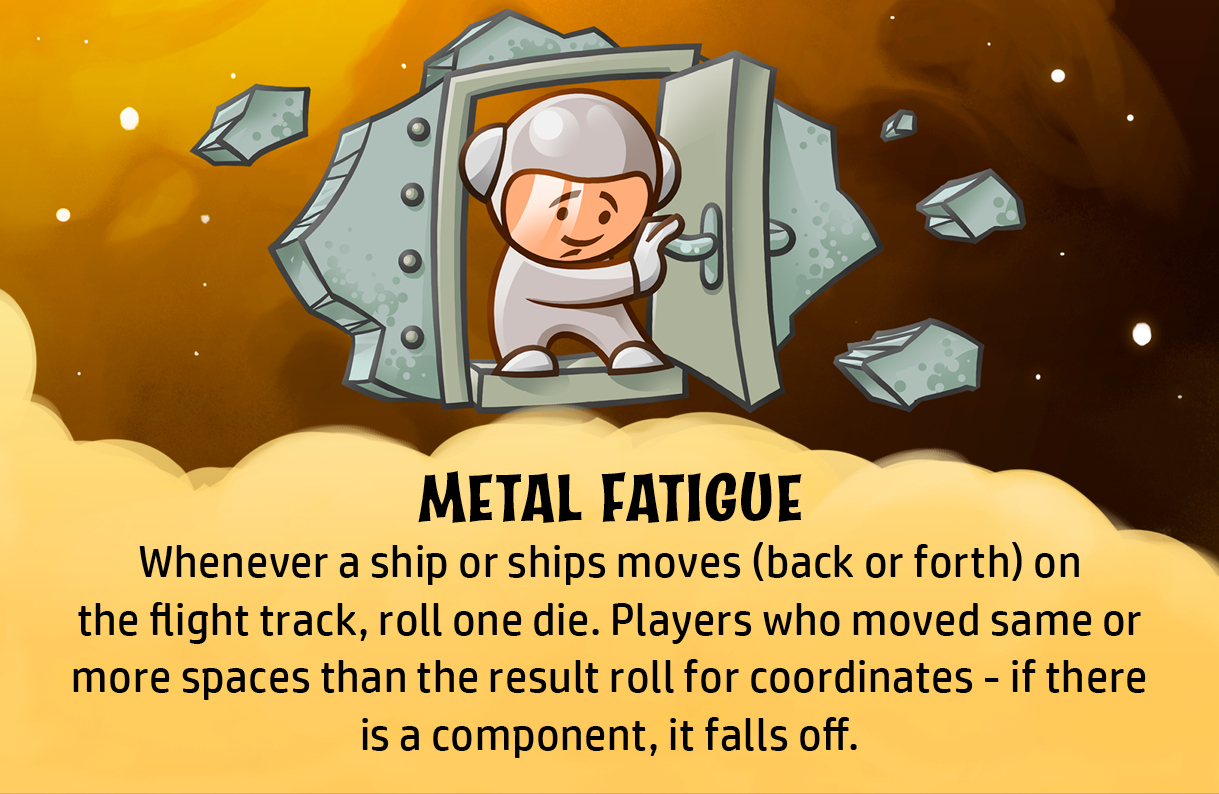 METAL FATIGUE
Whenever a ship or ships moves (back or forth) on
the flight track, roll one die. Players who moved same or
more spaces than the result roll for coordinates - if there
is a component, it falls off.